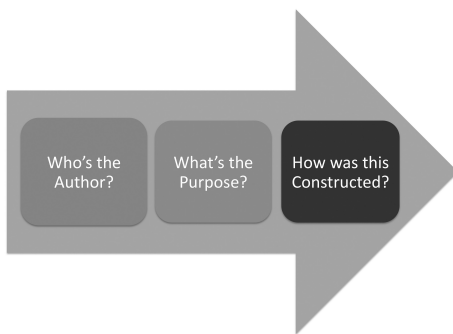 Who’s the
Author?
What’s the
Purpose?
How was this
Constructed?